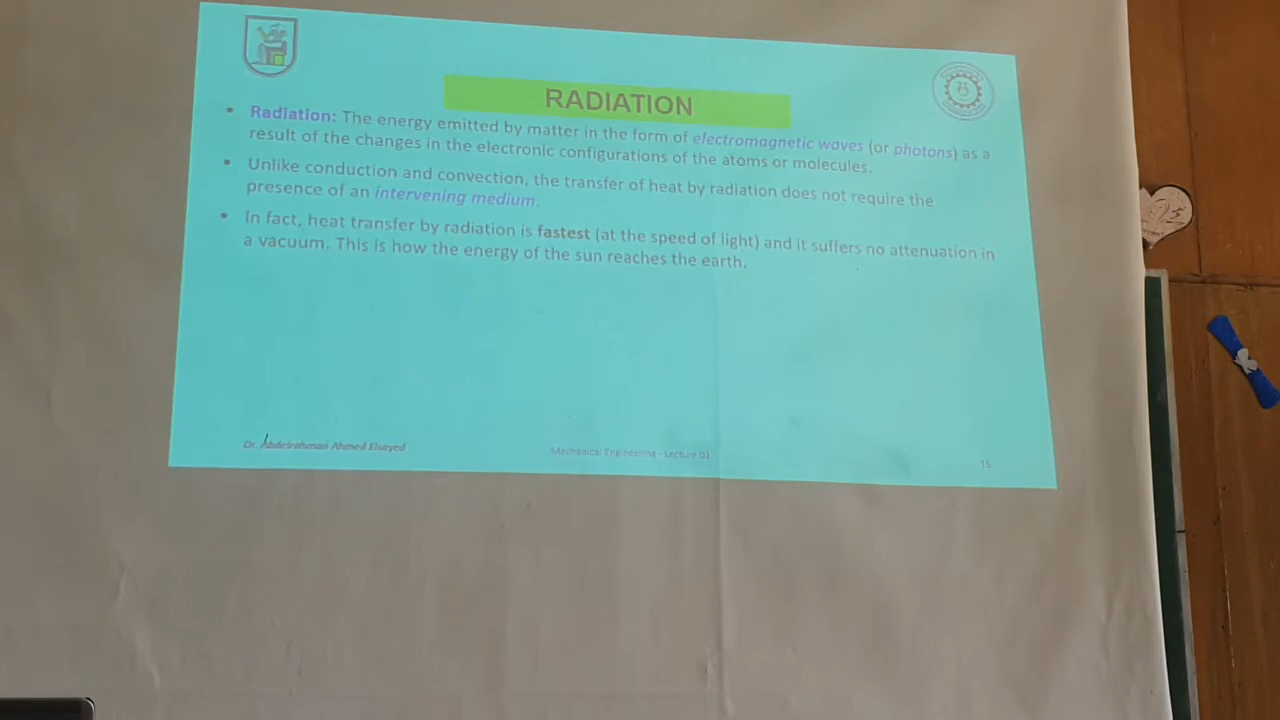 RADIATION
• Radiation: The energy emitted by matter in the form of electromagnetic waves (or photons) as a
result of the changes in the electronic configurations of the atoms or molecules.
• Unlike conduction and convection, the transfer of heat by radiation does not require the
presence of an intervening medium.
• In fact, heat transfer by radiation is fastest (at the speed of light) and it suffers no attenuation in
a vacuum. This is how the energy of the sun reaches the earth.
Dr. Abdelrahman Ahmed Elsayed
Mechanical Engineering - Lecture 01
15